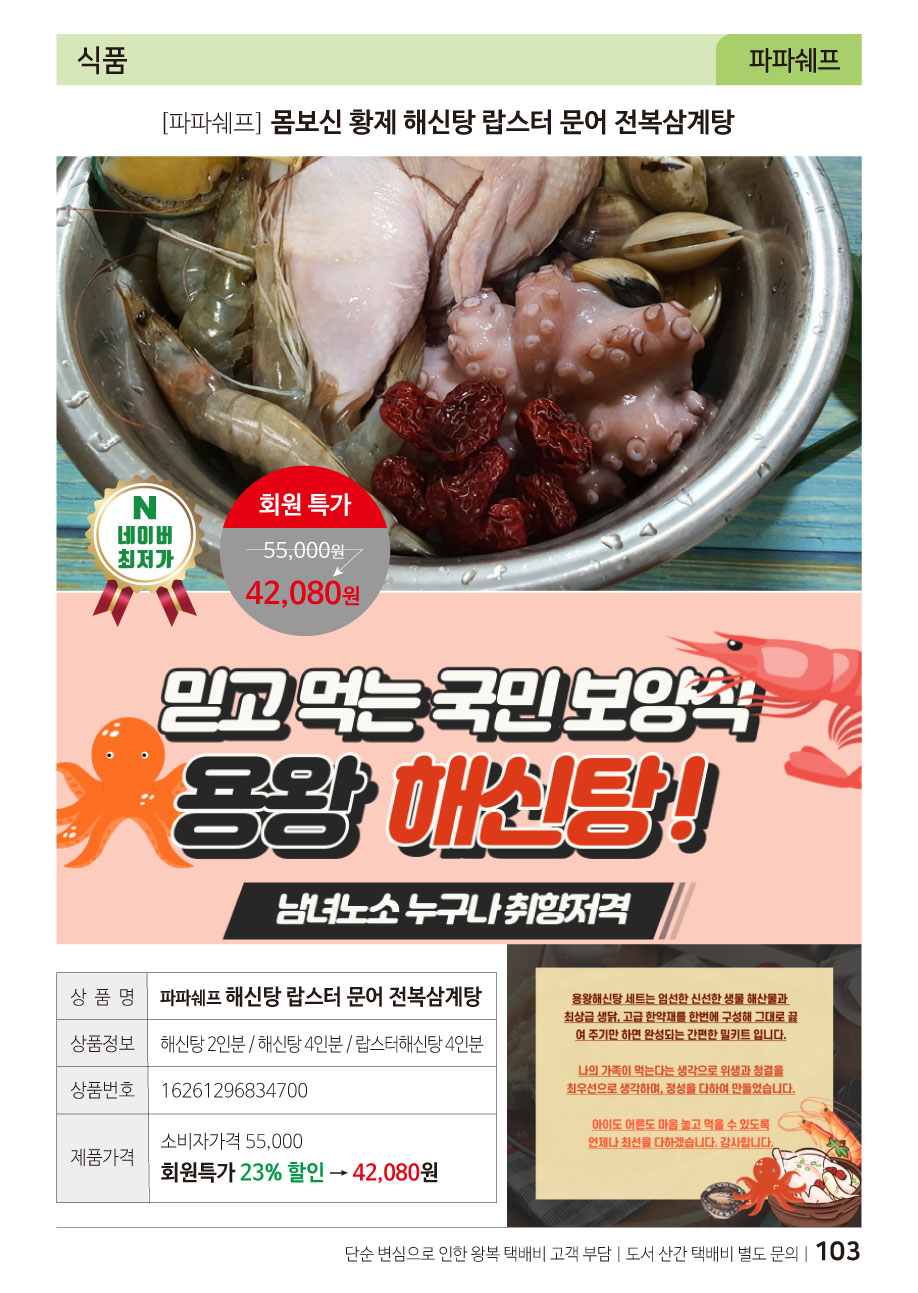 식품
파파쉐프
[파파쉐프] 몸보신 황제 해신탕 랍스터 문어 전복삼계탕
N
네이버
최저가
회원 특가
55,000원
42,080원
믿고 먹는 국민 보양식
용왕 해신탕!
남녀노소 누구나 취향저격
상 품 명
파파쉐프 해신탕 랍스터 문어 전복삼계탕
상품정보
해신탕 2인분 / 해신탕 4인분 / 랍스터해신탕 4인분
상품번호
16261296834700
제품가격
소비자가격 55,000
회원특가 23% 할인 → 42,080원
용왕해신탕 세트는 엄선한 신선한 생물 해산물과
최상급 생닭, 고급 한약재를 한번에 구성해 그대로 끓
여 주기만 하면 완성되는 간편한 밀키트 입니다.
나의 가족이 먹는다는 생각으로 위생과 청결을
최우선으로 생각하며, 정성을 다하여 만들었습니다.
아이도 어른도 마음 놓고 먹을 수 있도록
언제나 최선을 다하겠습니다. 감사합니다.
단순 변심으로 인한 왕복 택배비 고객 부담 | 도서 산간 택배비 별도 문의 | 103